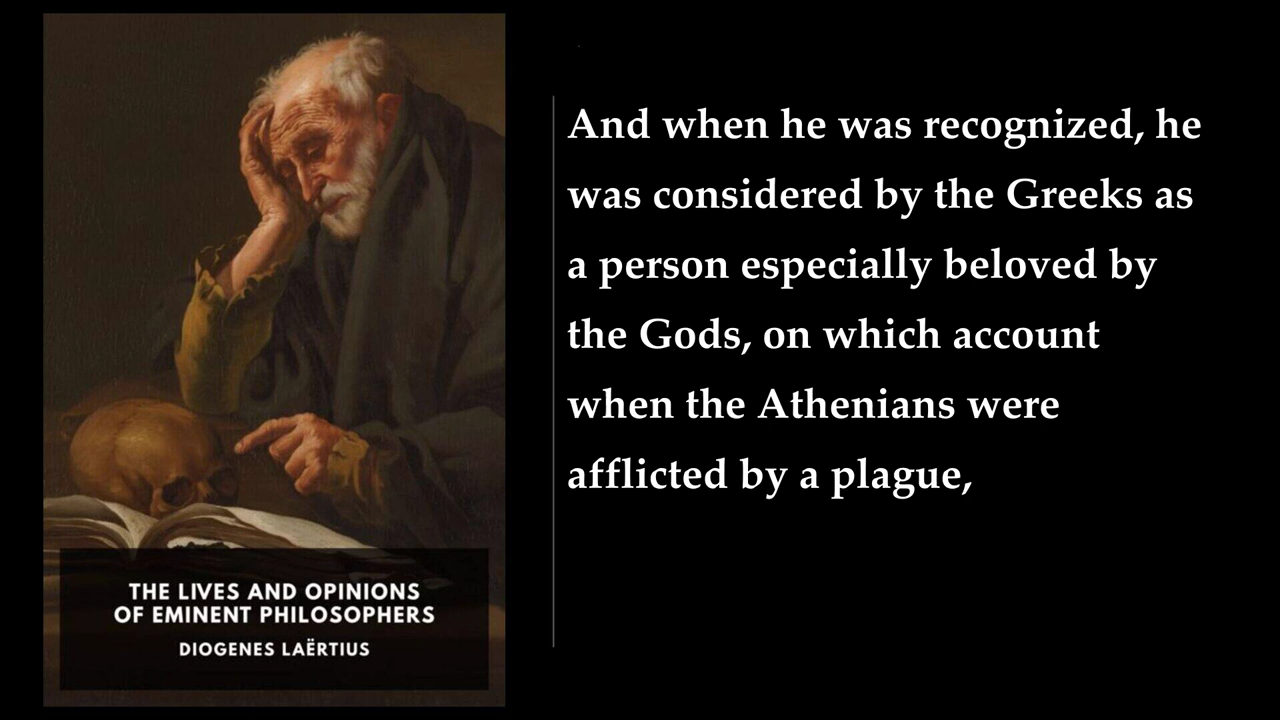 THE LIVES AND OPINIONS
OF EMINENT PHILOSOPHERS
DIOGENES LAËRTIUS
And when he was recognized, he
was considered by the Greeks as
a person especially beloved by
the Gods, on which account
when the Athenians were
afflicted by a plague,